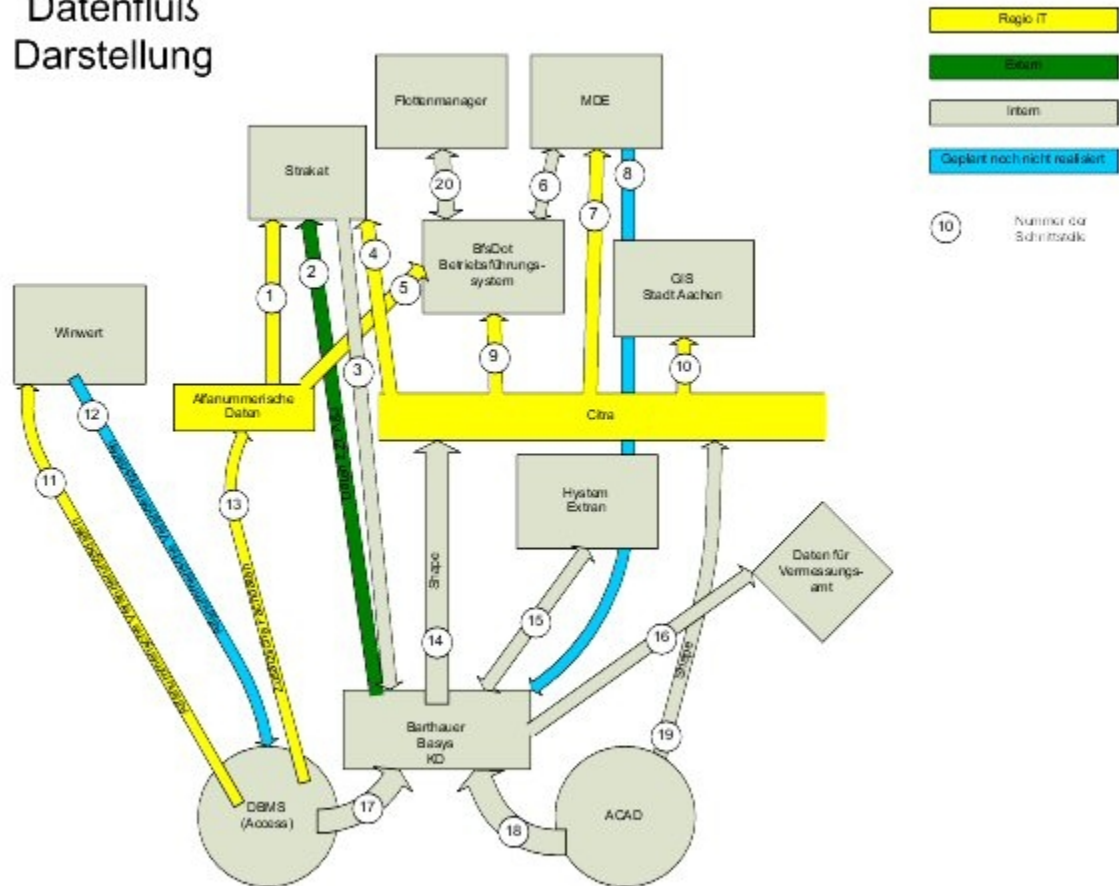 Datenfluß
Darstellung
Regio iT
Extern
Intern
Geplant noch nicht realisiert
10
Nummer der
Schnittstelle
Flottenmanager
MDE
Strakat
20
6
8
7
BfsDot
Betriebsführungs-
system
GIS
Stadt Aachen
2
4
1
5
Winwert
3
9
10
Alfanummerische
Daten
Citra
12
11
13
Hystem
Extran
Shape
Daten für
Vermessungs-
amt
15
14
16
Shape
Barthauer
Basys
KD
19
DBMS
(Access)
17
18
ACAD